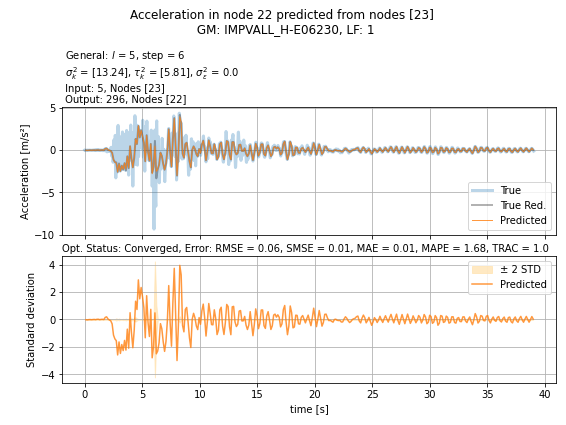 Acceleration in node 22 predicted from nodes [23]
GM: IMPVALL_H-E06230, LF: 1
General: l = 5, step = 6
σ²ₖ = [13.24], τ²ₖ = [5.81], σ²ε = 0.0
Input: 5, Nodes [23]
Output: 296, Nodes [22]
Acceleration [m/s²]
5
0
−5
−10
True
True Red.
Predicted
Opt. Status: Converged, Error: RMSE = 0.06, SMSE = 0.01, MAE = 0.01, MAPE = 1.68, TRAC = 1.0
Standard deviation
4
2
0
−2
−4
± 2 STD
Predicted
0 5 10 15 20 25 30 35 40
time [s]